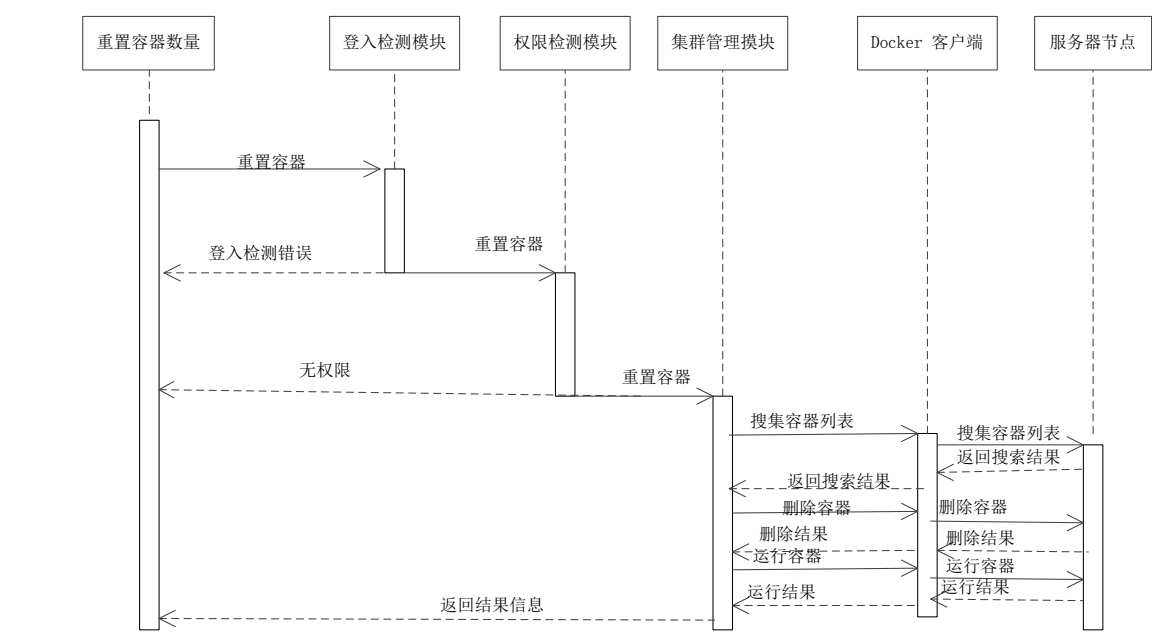 重置容器数量
登入检测模块
权限检测模块
集群管理摸块
Docker 客户端
服务器节点
重置容器
登入检测错误
重置容器
无权限
重置容器
搜集容器列表
搜集容器列表
返回搜索结果
返回搜索结果
删除容器
删除容器
删除结果
删除结果
运行容器
运行容器
运行结果
运行结果
返回结果信息